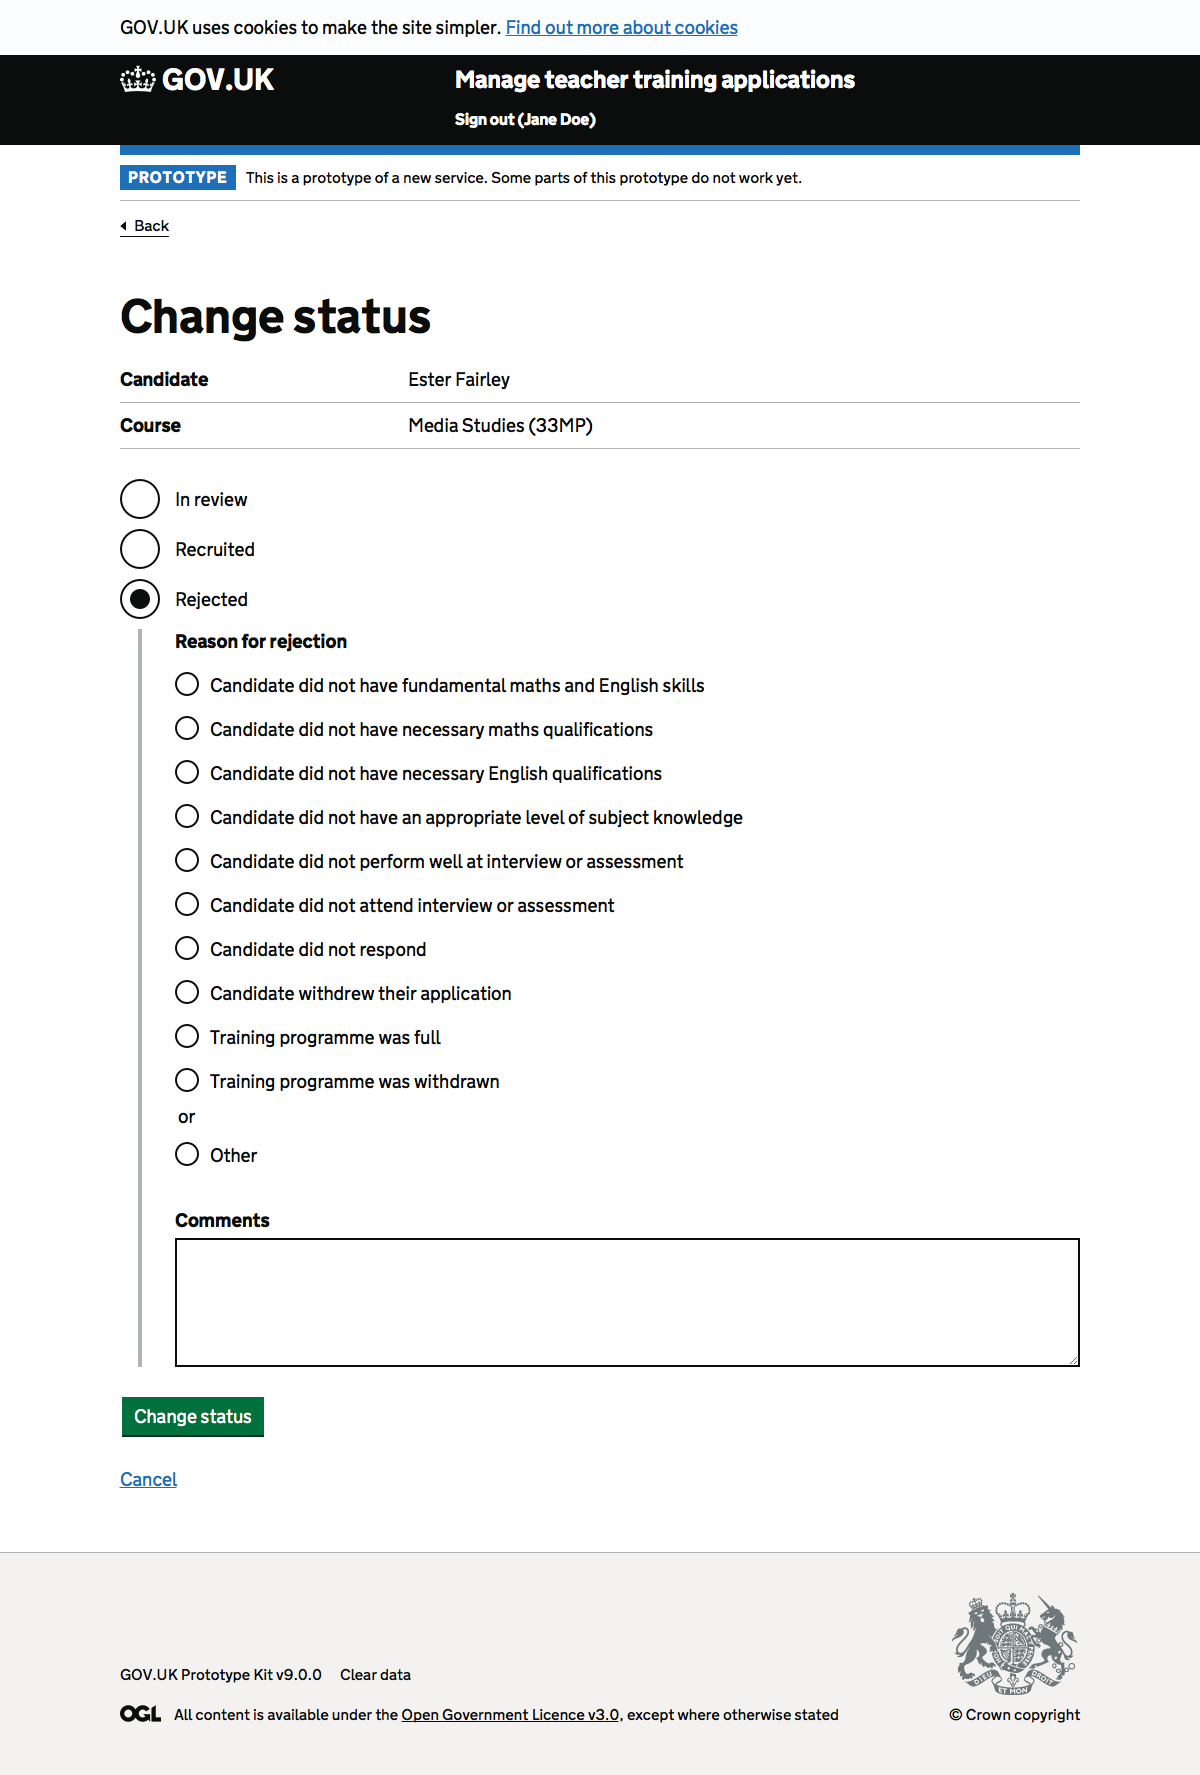 GOV.UK uses cookies to make the site simpler. Find out more about cookies
GOV.UK
Manage teacher training applications
Sign out (Jane Doe)
PROTOTYPE This is a prototype of a new service. Some parts of this prototype do not work yet.
Back
Change status
Candidate Ester Fairley
Course Media Studies (33MP)
In review
Recruited
Rejected
Reason for rejection
Candidate did not have fundamental maths and English skills
Candidate did not have necessary maths qualifications
Candidate did not have necessary English qualifications
Candidate did not have an appropriate level of subject knowledge
Candidate did not perform well at interview or assessment
Candidate did not attend interview or assessment
Candidate did not respond
Candidate withdrew their application
Training programme was full
Training programme was withdrawn
or
Other
Comments
Change status
Cancel
GOV.UK Prototype Kit v9.0.0 Clear data
OGL All content is available under the Open Government Licence v3.0, except where otherwise stated
DIEU ET MON DROIT
© Crown copyright